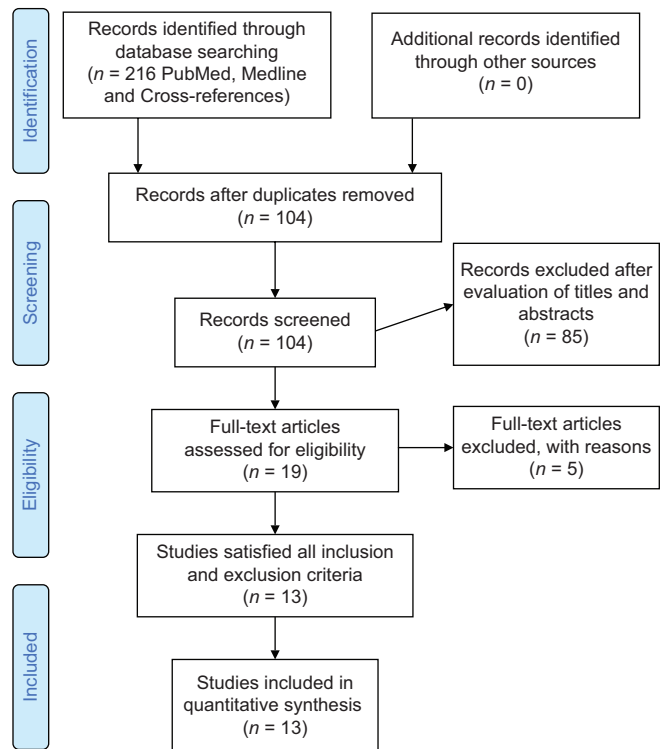 Identification
Records identified through
database searching
(n = 216 PubMed, Medline
and Cross-references)
Additional records identified
through other sources
(n = 0)
Records after duplicates removed
(n = 104)
Screening
Records screened
(n = 104)
Records excluded after
evaluation of titles and
abstracts
(n = 85)
Eligibility
Full-text articles
assessed for eligibility
(n = 19)
Full-text articles
excluded, with reasons
(n = 5)
Studies satisfied all inclusion
and exclusion criteria
(n = 13)
Included
Studies included in
quantitative synthesis
(n = 13)